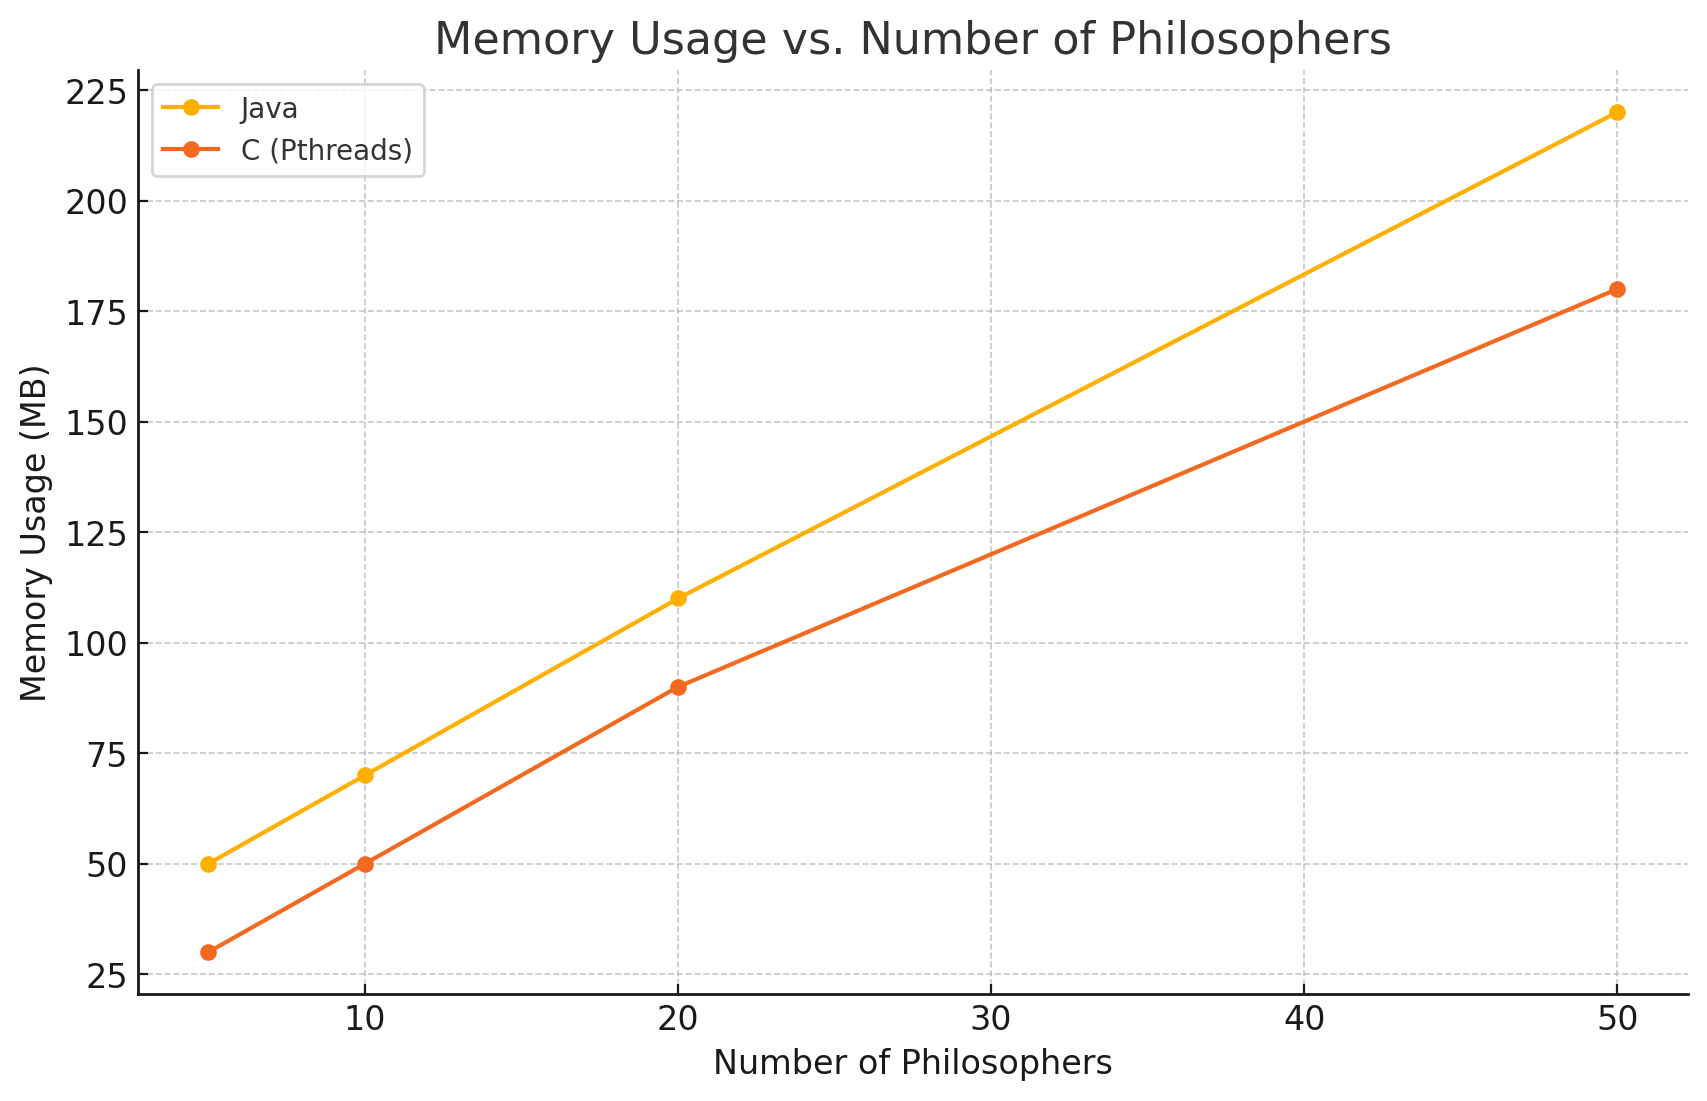 Memory Usage vs. Number of Philosophers
Java
C (Pthreads)
Memory Usage (MB)
225
200
175
150
125
100
75
50
25
10 20 30 40 50
Number of Philosophers